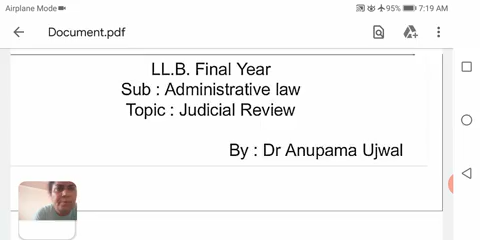 Airplane Mode
95%
7:19 AM
Document.pdf
LL.B. Final Year
Sub : Administrative law
Topic : Judicial Review
By : Dr Anupama Ujwal